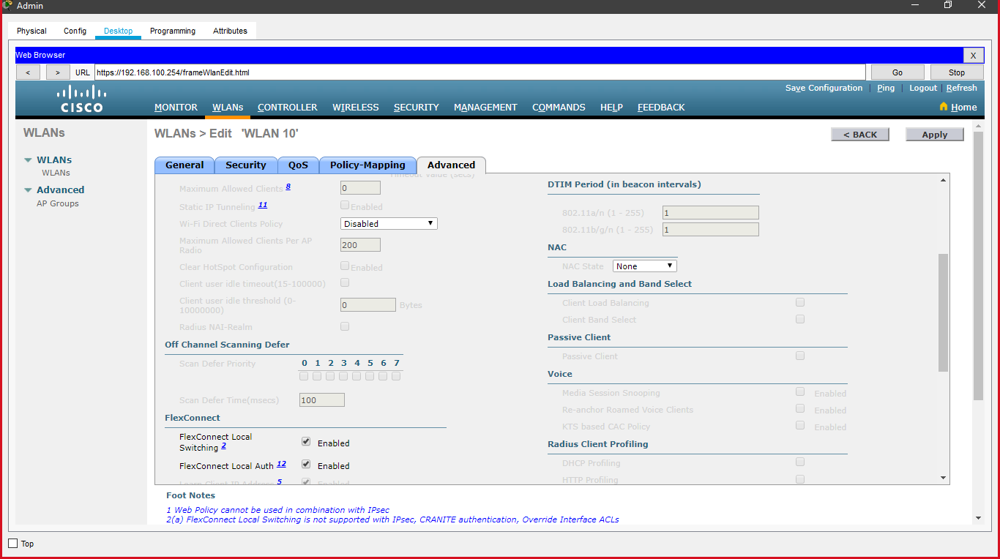 Admin
Physical Config Desktop Programming Attributes
Web Browser X
< > URL https://192.168.100.254/frameWlanEdit.html Go Stop
Save Configuration | Ping | Logout | Refresh
CISCO
MONITOR WLANs CONTROLLER WIRELESS SECURITY MANAGEMENT COMMANDS HELP FEEDBACK Home
WLANs
WLANs
WLANs
Advanced
AP Groups
WLANs > Edit 'WLAN 10' < BACK Apply
General Security QoS Policy-Mapping Advanced
Timeout Value (secs)
Maximum Allowed Clients 8 0
Static IP Tunneling 11 Enabled
Wi-Fi Direct Clients Policy Disabled
Maximum Allowed Clients Per AP
Radio 200
Clear HotSpot Configuration Enabled
Client user idle timeout(15-100000)
Client user idle threshold (0-
10000000) 0 Bytes
Radius NAI-Realm
Off Channel Scanning Defer
Scan Defer Priority 0 1 2 3 4 5 6 7
Scan Defer Time(msecs) 100
FlexConnect
FlexConnect Local
Switching 2 Enabled
FlexConnect Local Auth 12 Enabled
Learn Client IP Address 5 Enabled
DTIM Period (in beacon intervals)
802.11a/n (1 - 255) 1
802.11b/g/n (1 - 255) 1
NAC
NAC State None
Load Balancing and Band Select
Client Load Balancing
Client Band Select
Passive Client
Passive Client
Voice
Media Session Snooping Enabled
Re-anchor Roamed Voice Clients Enabled
KTS based CAC Policy Enabled
Radius Client Profiling
DHCP Profiling
HTTP Profiling
Foot Notes
1 Web Policy cannot be used in combination with IPsec
2(a) FlexConnect Local Switching is not supported with IPsec, CRANITE authentication, Override Interface ACLs
Top